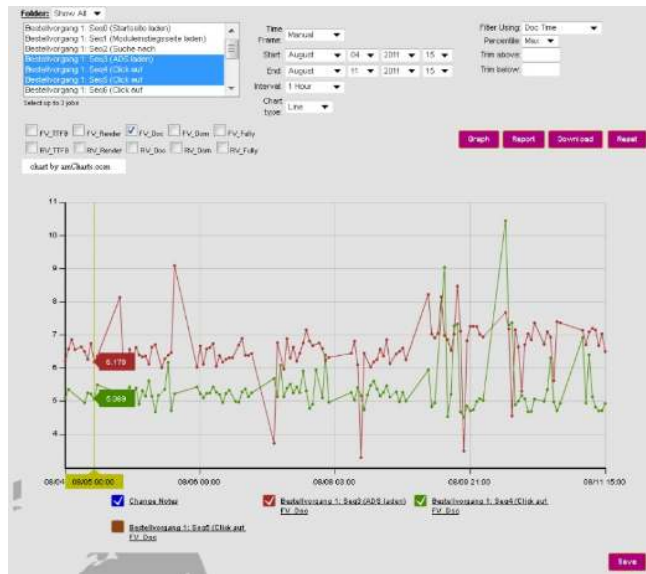 Folder: Show All
Bestellvorgang 1: Seq0 (Startseite laden)
Bestellvorgang 1: Seq1 (Moduleinstiegsseite laden)
Bestellvorgang 1: Seq2 (Suche nach
Bestellvorgang 1: Seq3 (ADS laden)
Bestellvorgang 1: Seq4 (Click auf
Bestellvorgang 1: Seq5 (Click auf
Bestellvorgang 1: Seq6 (Click auf
Select up to 3 jobs
Time Frame: Manual
Start: August 04 2011 15
End: August 11 2011 15
Interval: 1 Hour
Chart type: Line
Filter Using: Doc Time
Percentile: Max
Trim above:
Trim below:
FV_TTFB FV_Render FV_Doc FV_Dom FV_Fully
RV_TTFB RV_Render RV_Doc RV_Dom RV_Fully
Graph Report Download Reset
chart by amCharts.com
11
10
9
8
7
6
5
4
6.179
5.369
08/04 08/05 00:00 08/06 00:00 08/08 03:00 08/09 21:00 08/11 15:00
Change Notes
Bestellvorgang 1: Seq3 (ADS laden)
FV_Doc
Bestellvorgang 1: Seq4 (Click auf
FV_Doc
Bestellvorgang 1: Seq5 (Click auf
FV_Doc
Save